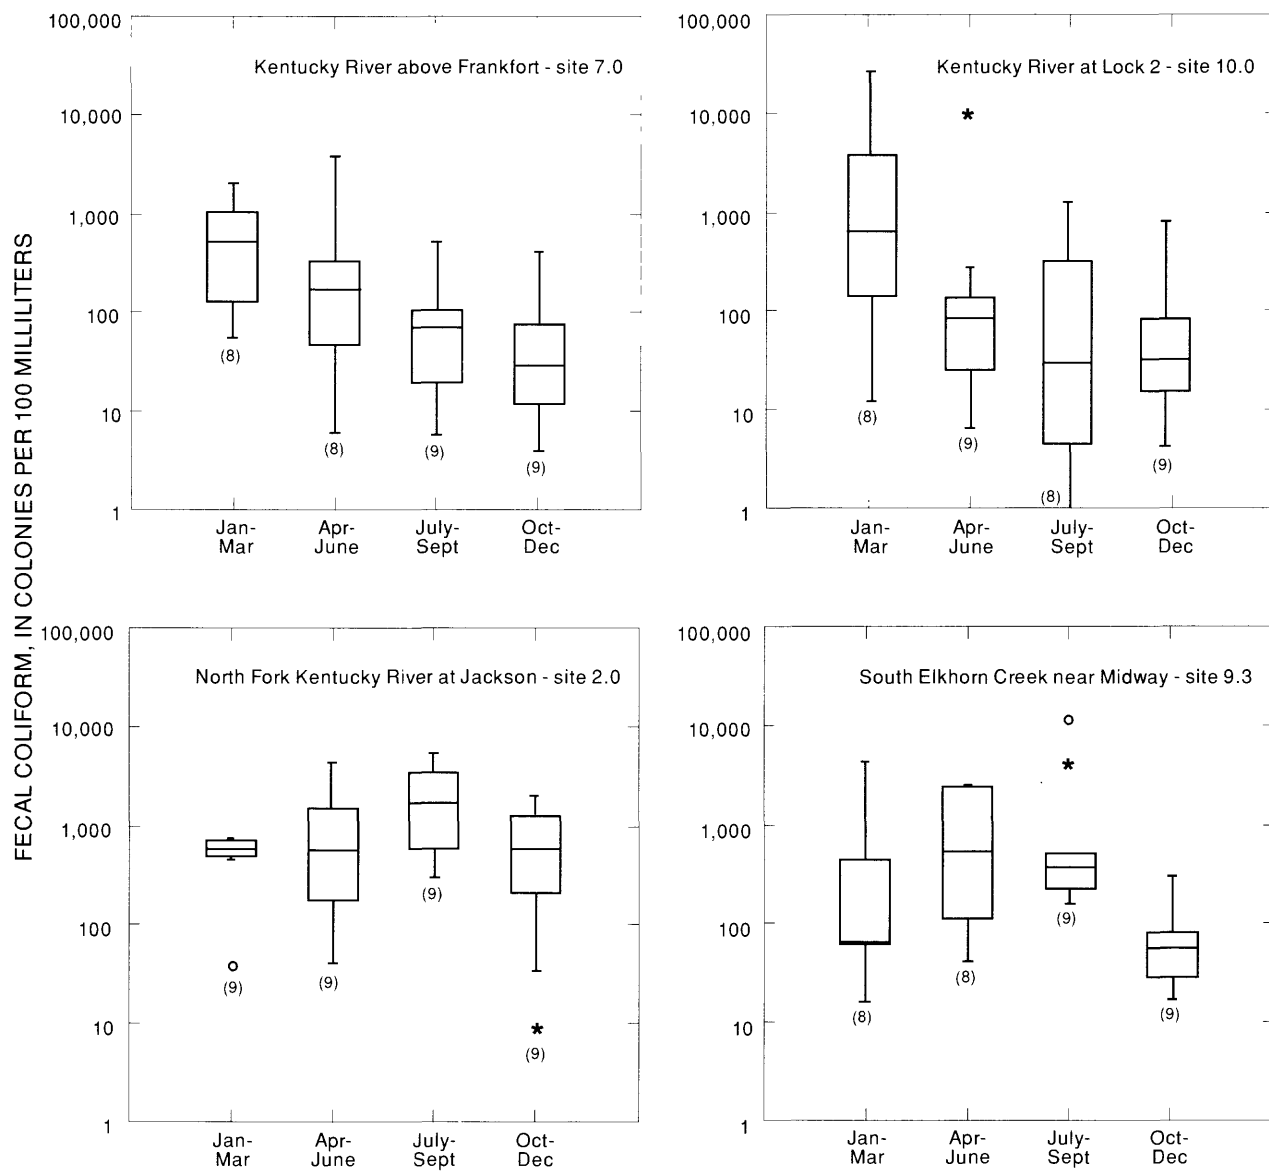 FECAL COLIFORM, IN COLONIES PER 100 MILLILITERS
Kentucky River above Frankfort - site 7.0
100,000
10,000
1,000
100
10
1
(8)
(8)
(9)
(9)
Jan-
Mar
Apr-
June
July-
Sept
Oct-
Dec
Kentucky River at Lock 2 - site 10.0
100,000
10,000
1,000
100
10
1
(8)
(9)
(8)
(9)
Jan-
Mar
Apr-
June
July-
Sept
Oct-
Dec
North Fork Kentucky River at Jackson - site 2.0
100,000
10,000
1,000
100
10
1
(9)
(9)
(9)
(9)
Jan-
Mar
Apr-
June
July-
Sept
Oct-
Dec
South Elkhorn Creek near Midway - site 9.3
100,000
10,000
1,000
100
10
1
(8)
(8)
(9)
(9)
Jan-
Mar
Apr-
June
July-
Sept
Oct-
Dec